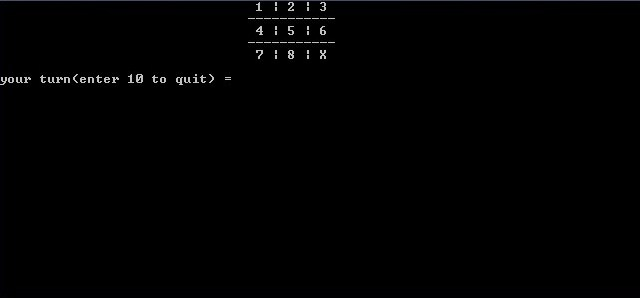 1 ¦ 2 ¦ 3
-----------
4 ¦ 5 ¦ 6
-----------
7 ¦ 8 ¦ X
your turn(enter 10 to quit) =